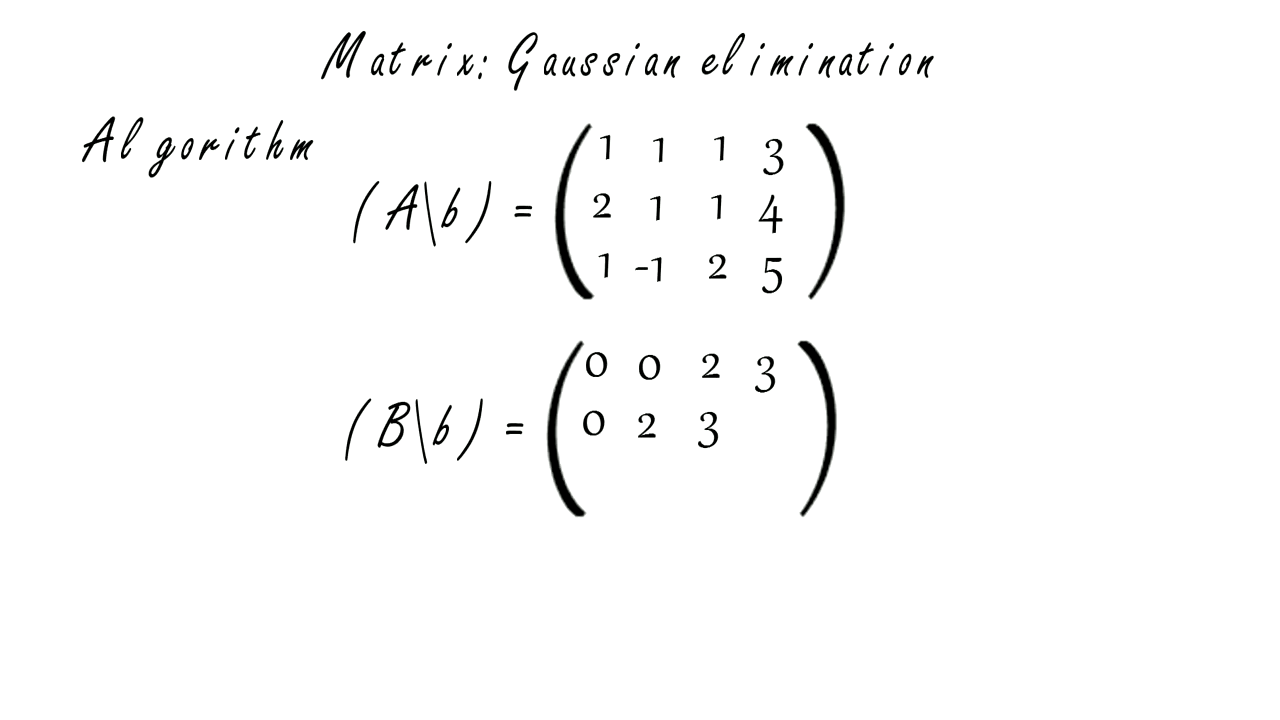 Matrix: Gaussian elimination
Algorithm
(A\b) =
1 1 1 3
2 1 1 4
1 -1 2 5
(B\b) =
0 0 2 3
0 2 3